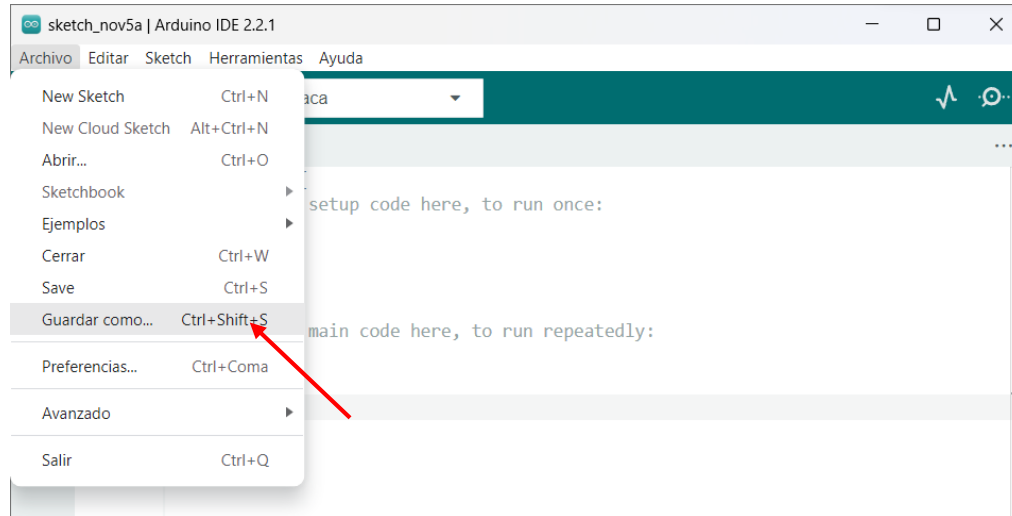 sketch_nov5a | Arduino IDE 2.2.1
Archivo Editar Sketch Herramientas Ayuda
New Sketch Ctrl+N
New Cloud Sketch Alt+Ctrl+N
Abrir... Ctrl+O
Sketchbook
Ejemplos
Cerrar Ctrl+W
Save Ctrl+S
Guardar como... Ctrl+Shift+S
Preferencias... Ctrl+Coma
Avanzado
Salir Ctrl+Q
aca
setup code here, to run once:
main code here, to run repeatedly: